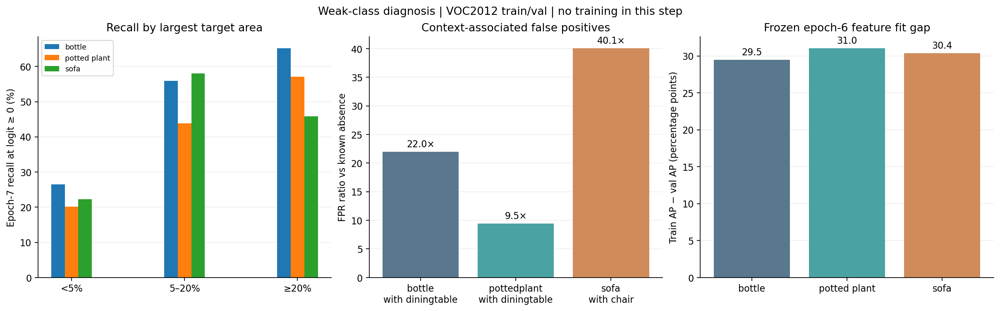 Weak-class diagnosis | VOC2012 train/val | no training in this step
Recall by largest target area
Epoch-7 recall at logit ≥ 0 (%)
60
50
40
30
20
10
0
bottle
potted plant
sofa
<5%
5–20%
≥20%
Context-associated false positives
FPR ratio vs known absence
40
35
30
25
20
15
10
5
0
22.0×
9.5×
40.1×
bottle
with diningtable
pottedplant
with diningtable
sofa
with chair
Frozen epoch-6 feature fit gap
Train AP − val AP (percentage points)
30
25
20
15
10
5
0
29.5
31.0
30.4
bottle
potted plant
sofa